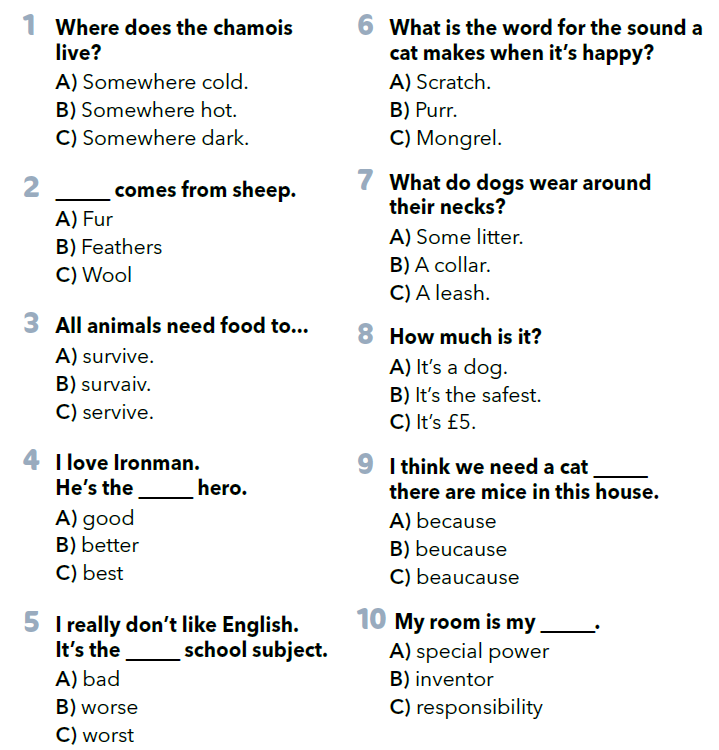 1 Where does the chamois
live?
A) Somewhere cold.
B) Somewhere hot.
C) Somewhere dark.
2 _____ comes from sheep.
A) Fur
B) Feathers
C) Wool
3 All animals need food to...
A) survive.
B) survaiv.
C) servive.
4 I love Ironman.
He's the _____ hero.
A) good
B) better
C) best
5 I really don't like English.
It's the _____ school subject.
A) bad
B) worse
C) worst
6 What is the word for the sound a
cat makes when it's happy?
A) Scratch.
B) Purr.
C) Mongrel.
7 What do dogs wear around
their necks?
A) Some litter.
B) A collar.
C) A leash.
8 How much is it?
A) It's a dog.
B) It's the safest.
C) It's £5.
9 I think we need a cat _____
there are mice in this house.
A) because
B) beucause
C) beaucause
10 My room is my _____.
A) special power
B) inventor
C) responsibility